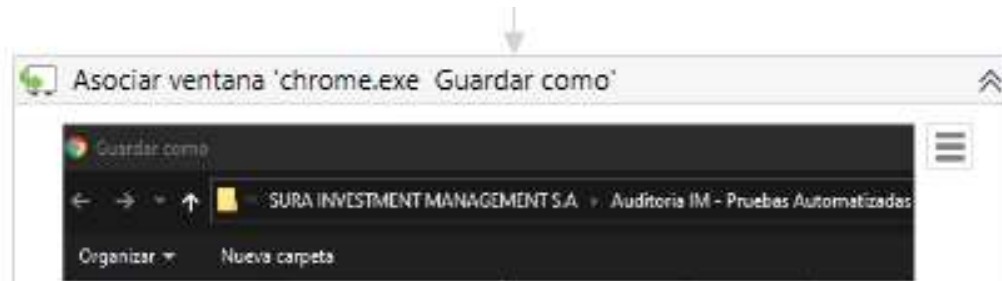 Asociar ventana 'chrome.exe Guardar como'
Guardar como
SURA INVESTMENT MANAGEMENT S.A › Auditoria IM - Pruebas Automatizadas
Organizar Nueva carpeta